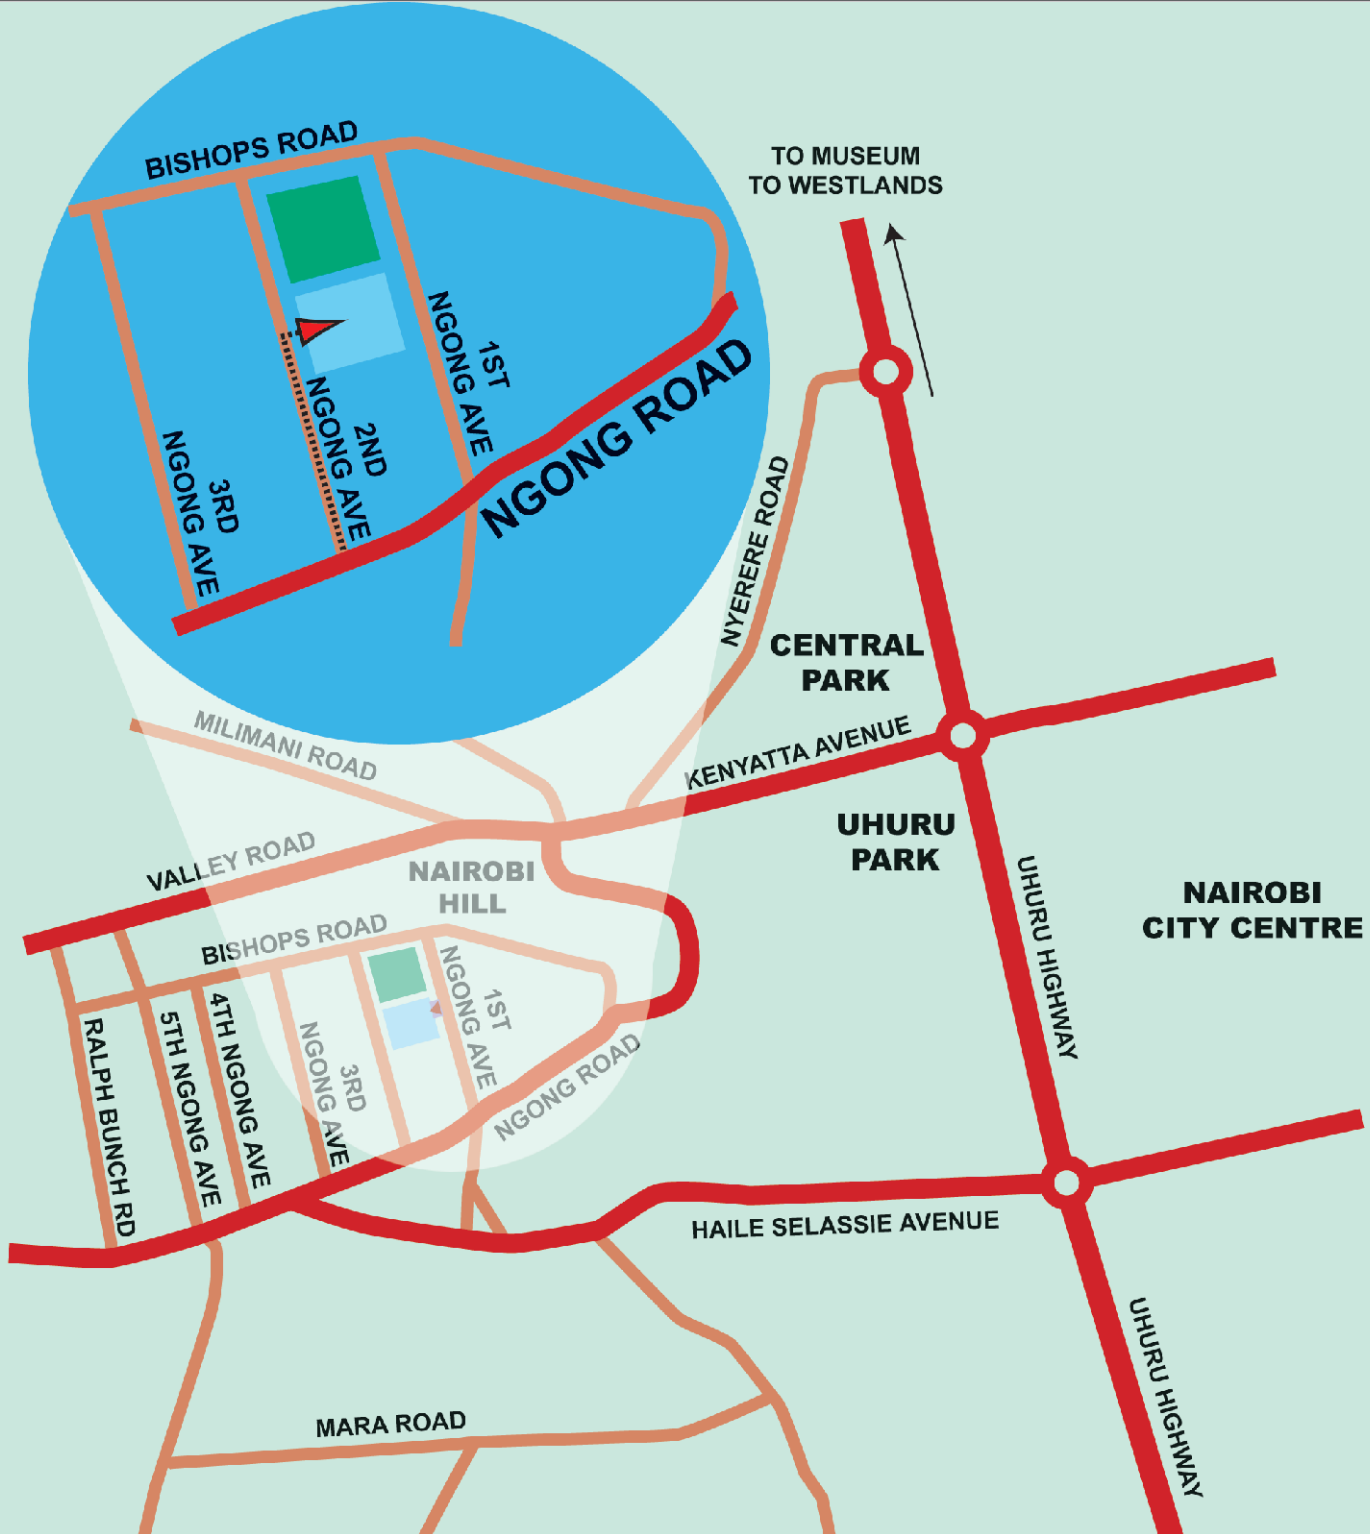 BISHOPS ROAD
TO MUSEUM
TO WESTLANDS
1ST
NGONG AVE
NGONG ROAD
2ND
NGONG AVE
3RD
NGONG AVE
NYERERE ROAD
CENTRAL
PARK
MILIMANI ROAD
KENYATTA AVENUE
UHURU
PARK
VALLEY ROAD
NAIROBI
HILL
UHURU HIGHWAY
NAIROBI
CITY CENTRE
BISHOPS ROAD
1ST
NGONG AVE
NGONG ROAD
3RD
NGONG AVE
4TH NGONG AVE
5TH NGONG AVE
RALPH BUNCH RD
HAILE SELASSIE AVENUE
UHURU HIGHWAY
MARA ROAD